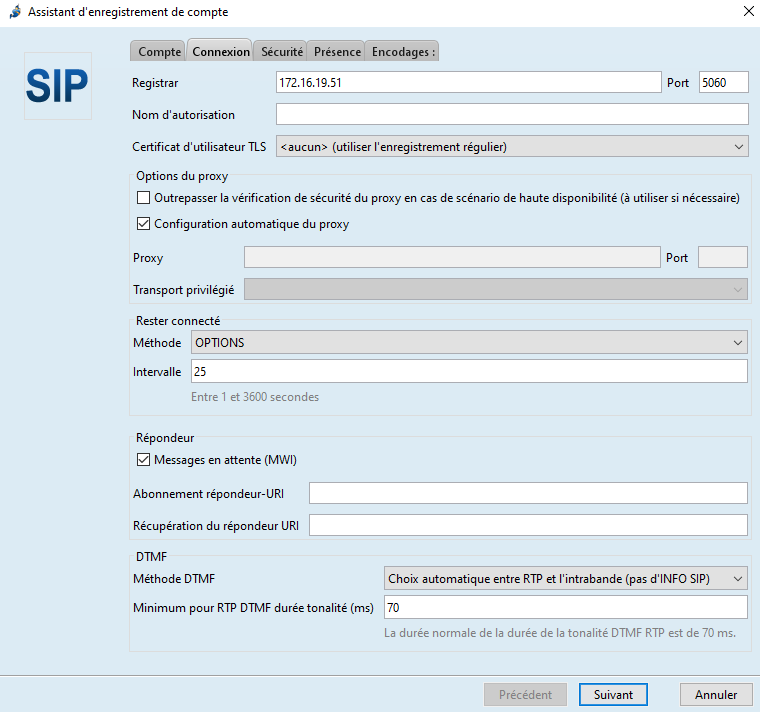 Assistant d'enregistrement de compte
SIP
Compte Connexion Sécurité Présence Encodages :
Registrar 172.16.19.51 Port 5060
Nom d'autorisation
Certificat d'utilisateur TLS <aucun> (utiliser l'enregistrement régulier)
Options du proxy
Outrepasser la vérification de sécurité du proxy en cas de scénario de haute disponibilité (à utiliser si nécessaire)
Configuration automatique du proxy
Proxy Port
Transport privilégié
Rester connecté
Méthode OPTIONS
Intervalle 25
Entre 1 et 3600 secondes
Répondeur
Messages en attente (MWI)
Abonnement répondeur-URI
Récupération du répondeur URI
DTMF
Méthode DTMF Choix automatique entre RTP et l'intrabande (pas d'INFO SIP)
Minimum pour RTP DTMF durée tonalité (ms) 70
La durée normale de la durée de la tonalité DTMF RTP est de 70 ms.
Précédent Suivant Annuler